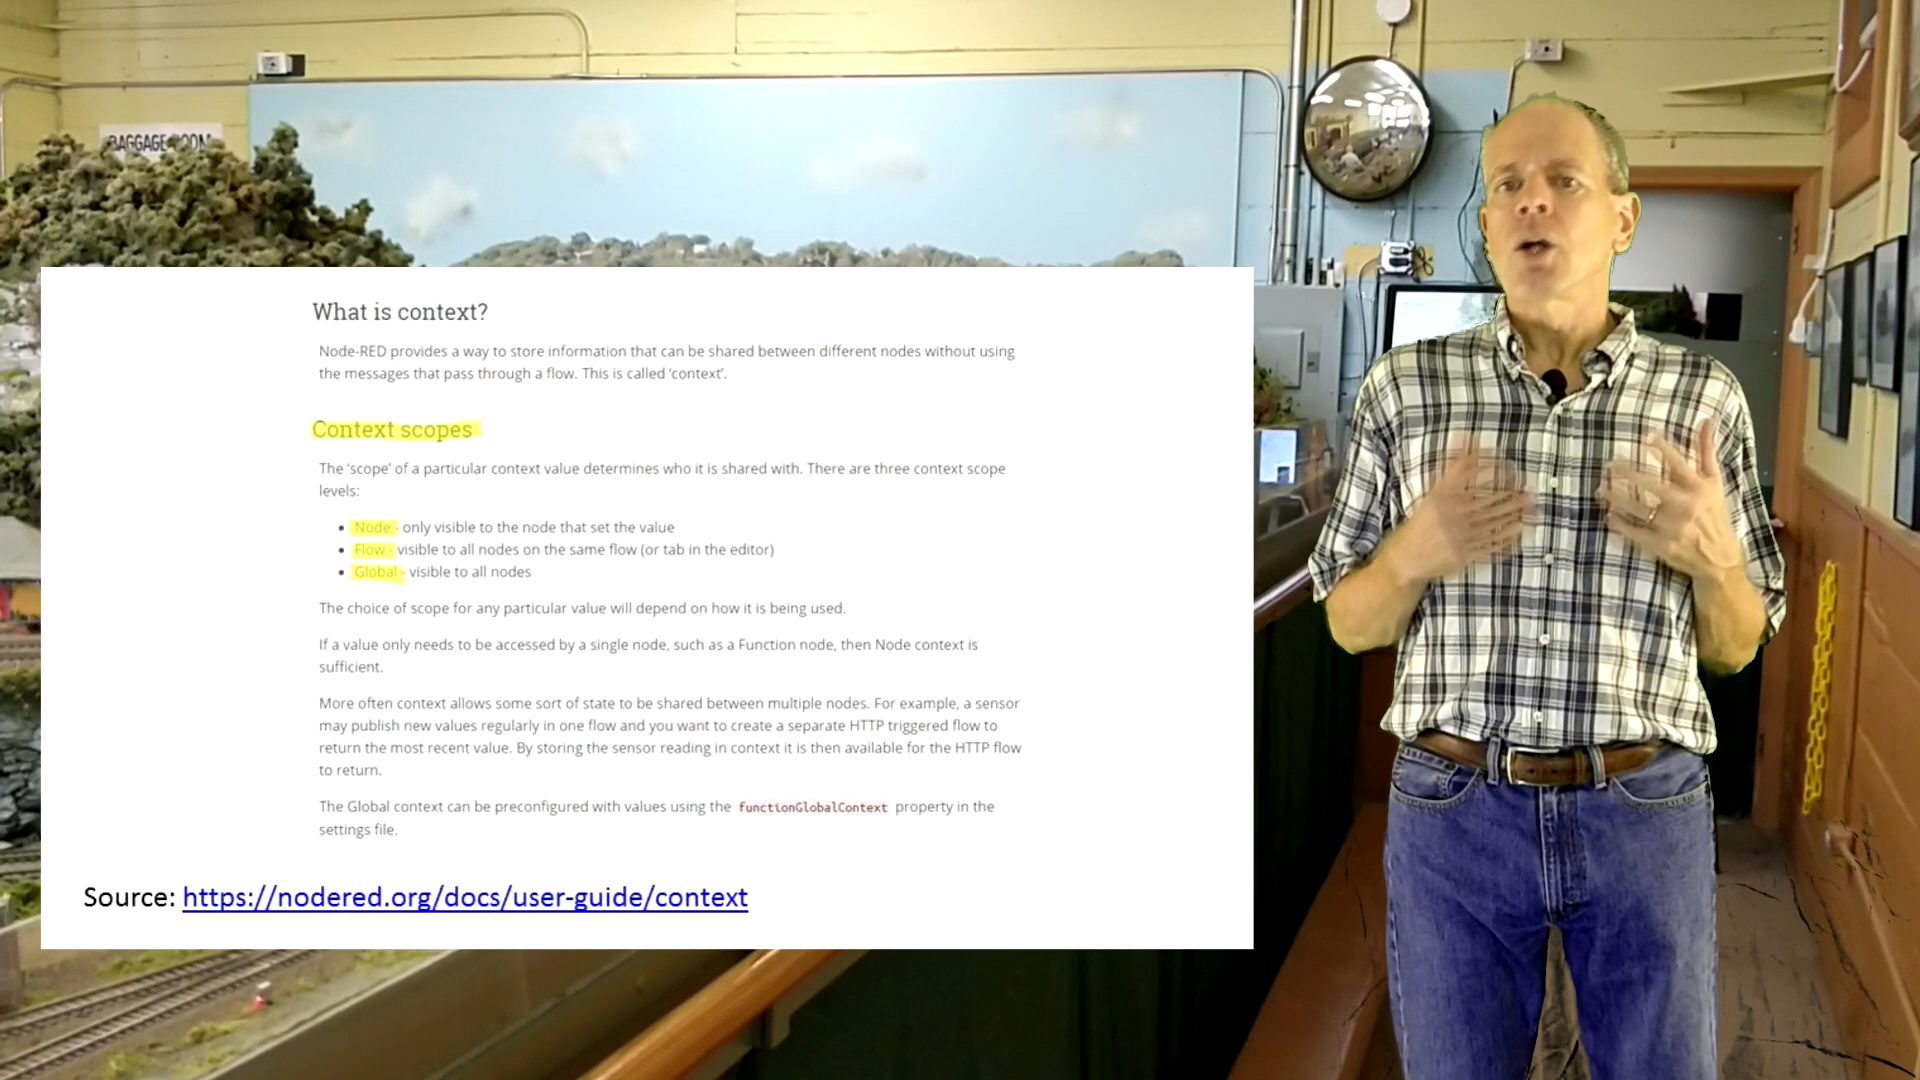 BAGGAGE ROOM
What is context?
Node-RED provides a way to store information that can be shared between different nodes without using
the messages that pass through a flow. This is called ‘context’.
Context scopes
The ‘scope’ of a particular context value determines who it is shared with. There are three context scope
levels:
• Node - only visible to the node that set the value
• Flow - visible to all nodes on the same flow (or tab in the editor)
• Global - visible to all nodes
The choice of scope for any particular value will depend on how it is being used.
If a value only needs to be accessed by a single node, such as a Function node, then Node context is
sufficient.
More often context allows some sort of state to be shared between multiple nodes. For example, a sensor
may publish new values regularly in one flow and you want to create a separate HTTP triggered flow to
return the most recent value. By storing the sensor reading in context it is then available for the HTTP flow
to return.
The Global context can be preconfigured with values using the functionGlobalContext property in the
settings file.
Source: https://nodered.org/docs/user-guide/context